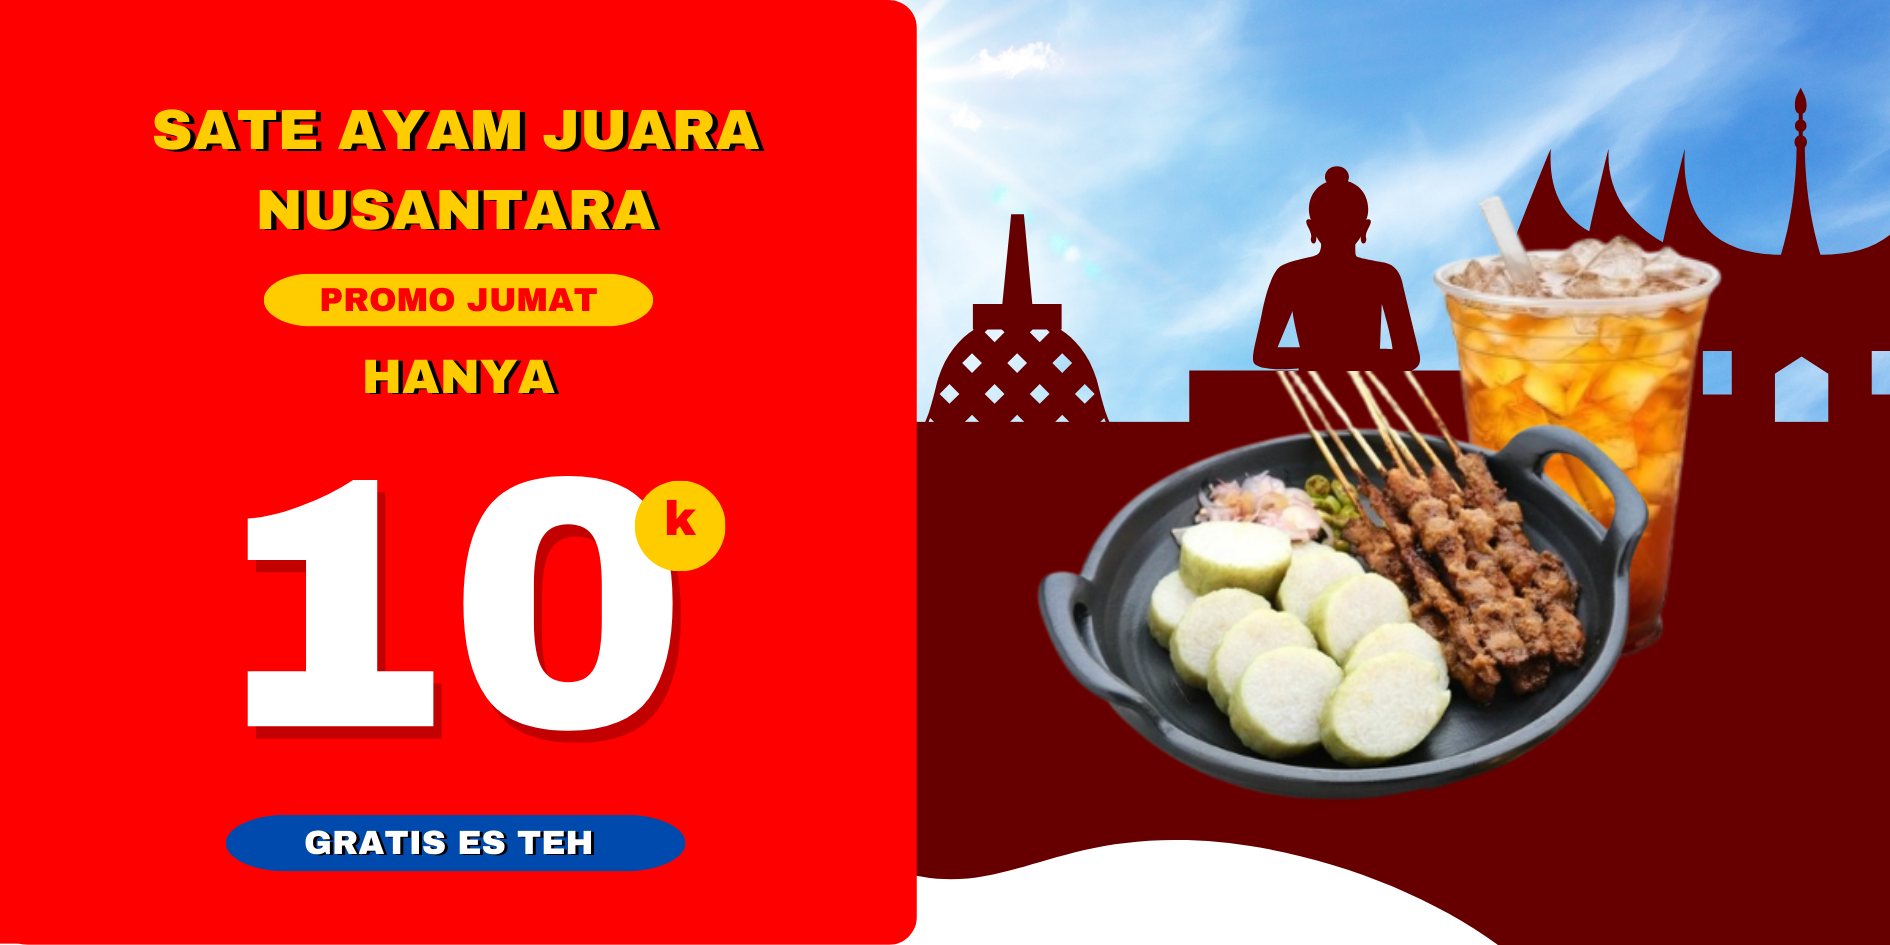 SATE AYAM JUARA
NUSANTARA
PROMO JUMAT
HANYA
10k
GRATIS ES TEH